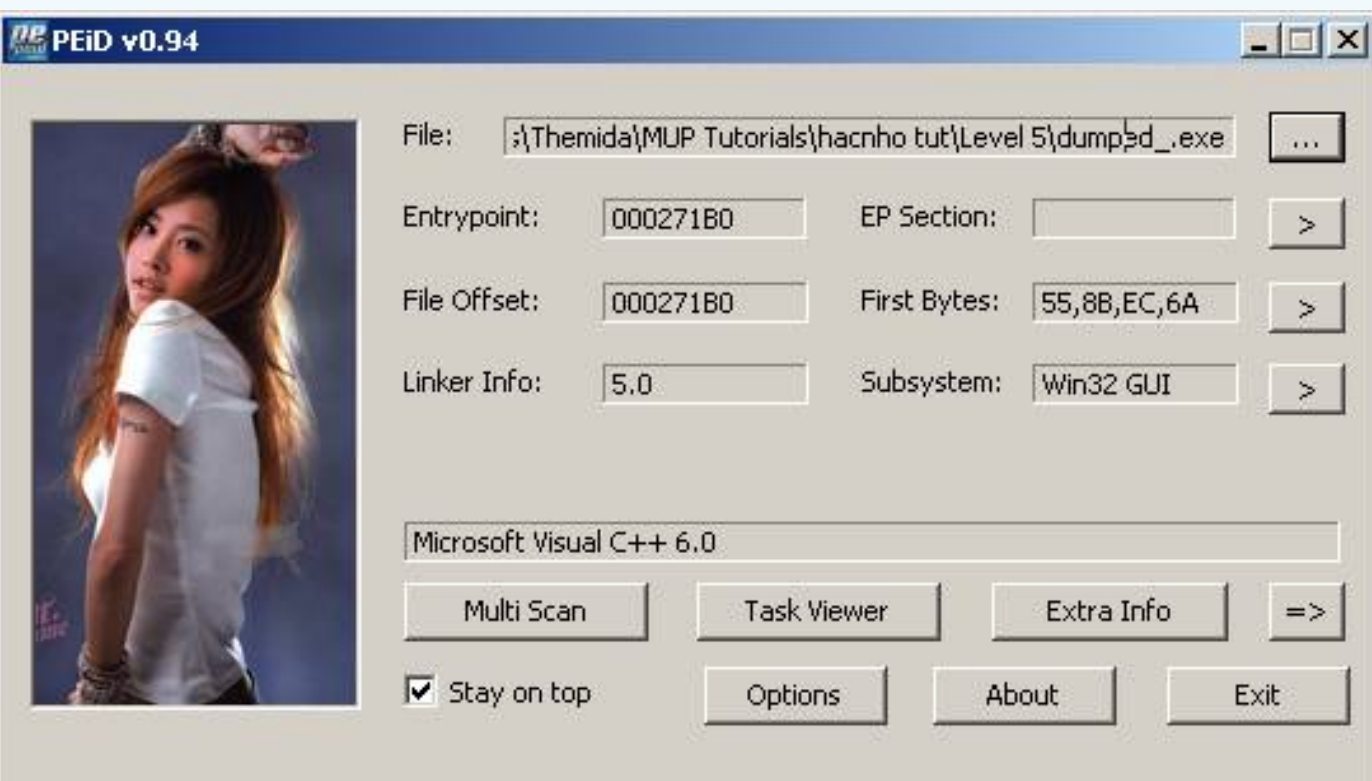 PEiD v0.94
File: ;\Themida\MUP Tutorials\hacnho tut\Level 5\dumped_.exe ...
Entrypoint: 000271B0 EP Section: >
File Offset: 000271B0 First Bytes: 55,8B,EC,6A >
Linker Info: 5.0 Subsystem: Win32 GUI >
Microsoft Visual C++ 6.0
Multi Scan Task Viewer Extra Info =>
Stay on top Options About Exit